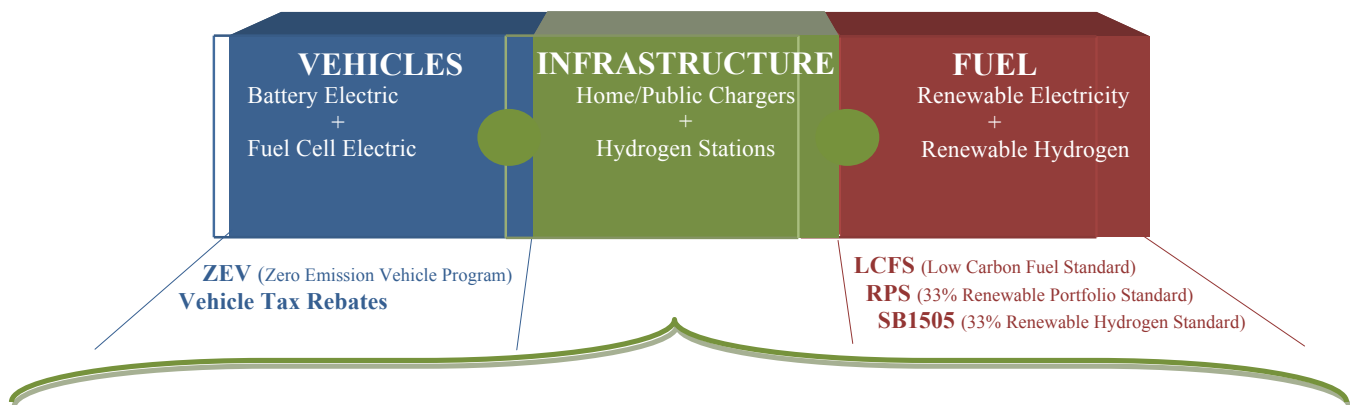 VEHICLES
Battery Electric
+
Fuel Cell Electric
INFRASTRUCTURE
Home/Public Chargers
+
Hydrogen Stations
FUEL
Renewable Electricity
+
Renewable Hydrogen
ZEV (Zero Emission Vehicle Program)
Vehicle Tax Rebates
LCFS (Low Carbon Fuel Standard)
RPS (33% Renewable Portfolio Standard)
SB1505 (33% Renewable Hydrogen Standard)